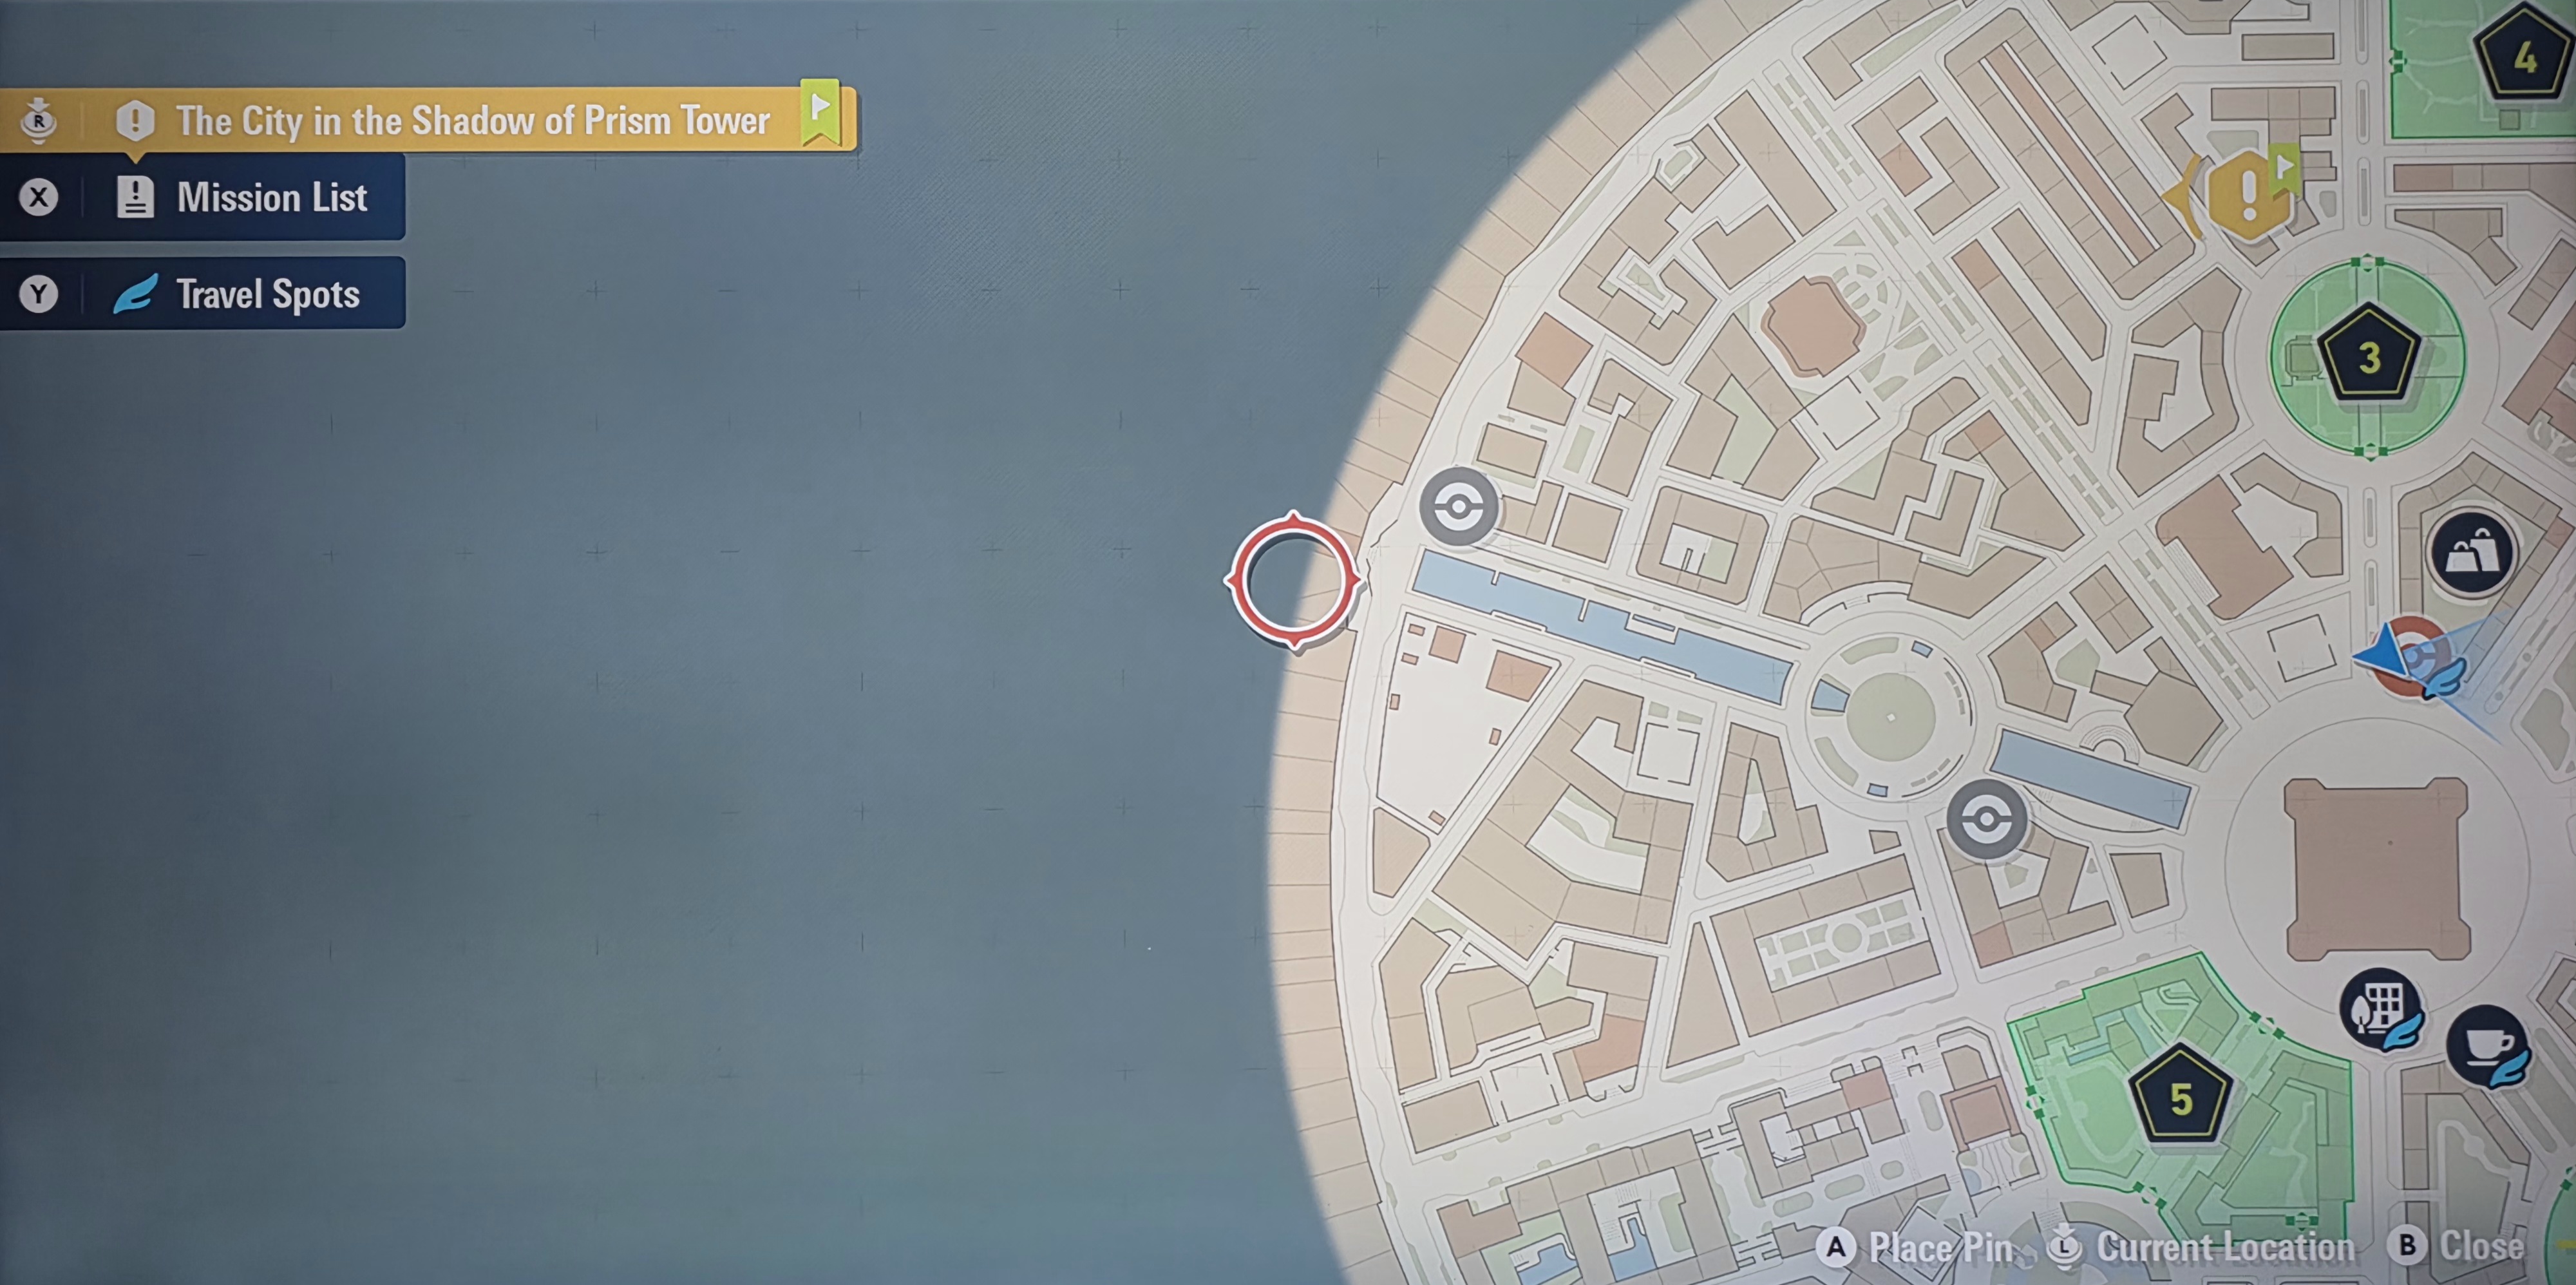 R The City in the Shadow of Prism Tower
X Mission List
Y Travel Spots
4
3
5
A Place Pin L Current Location B Close